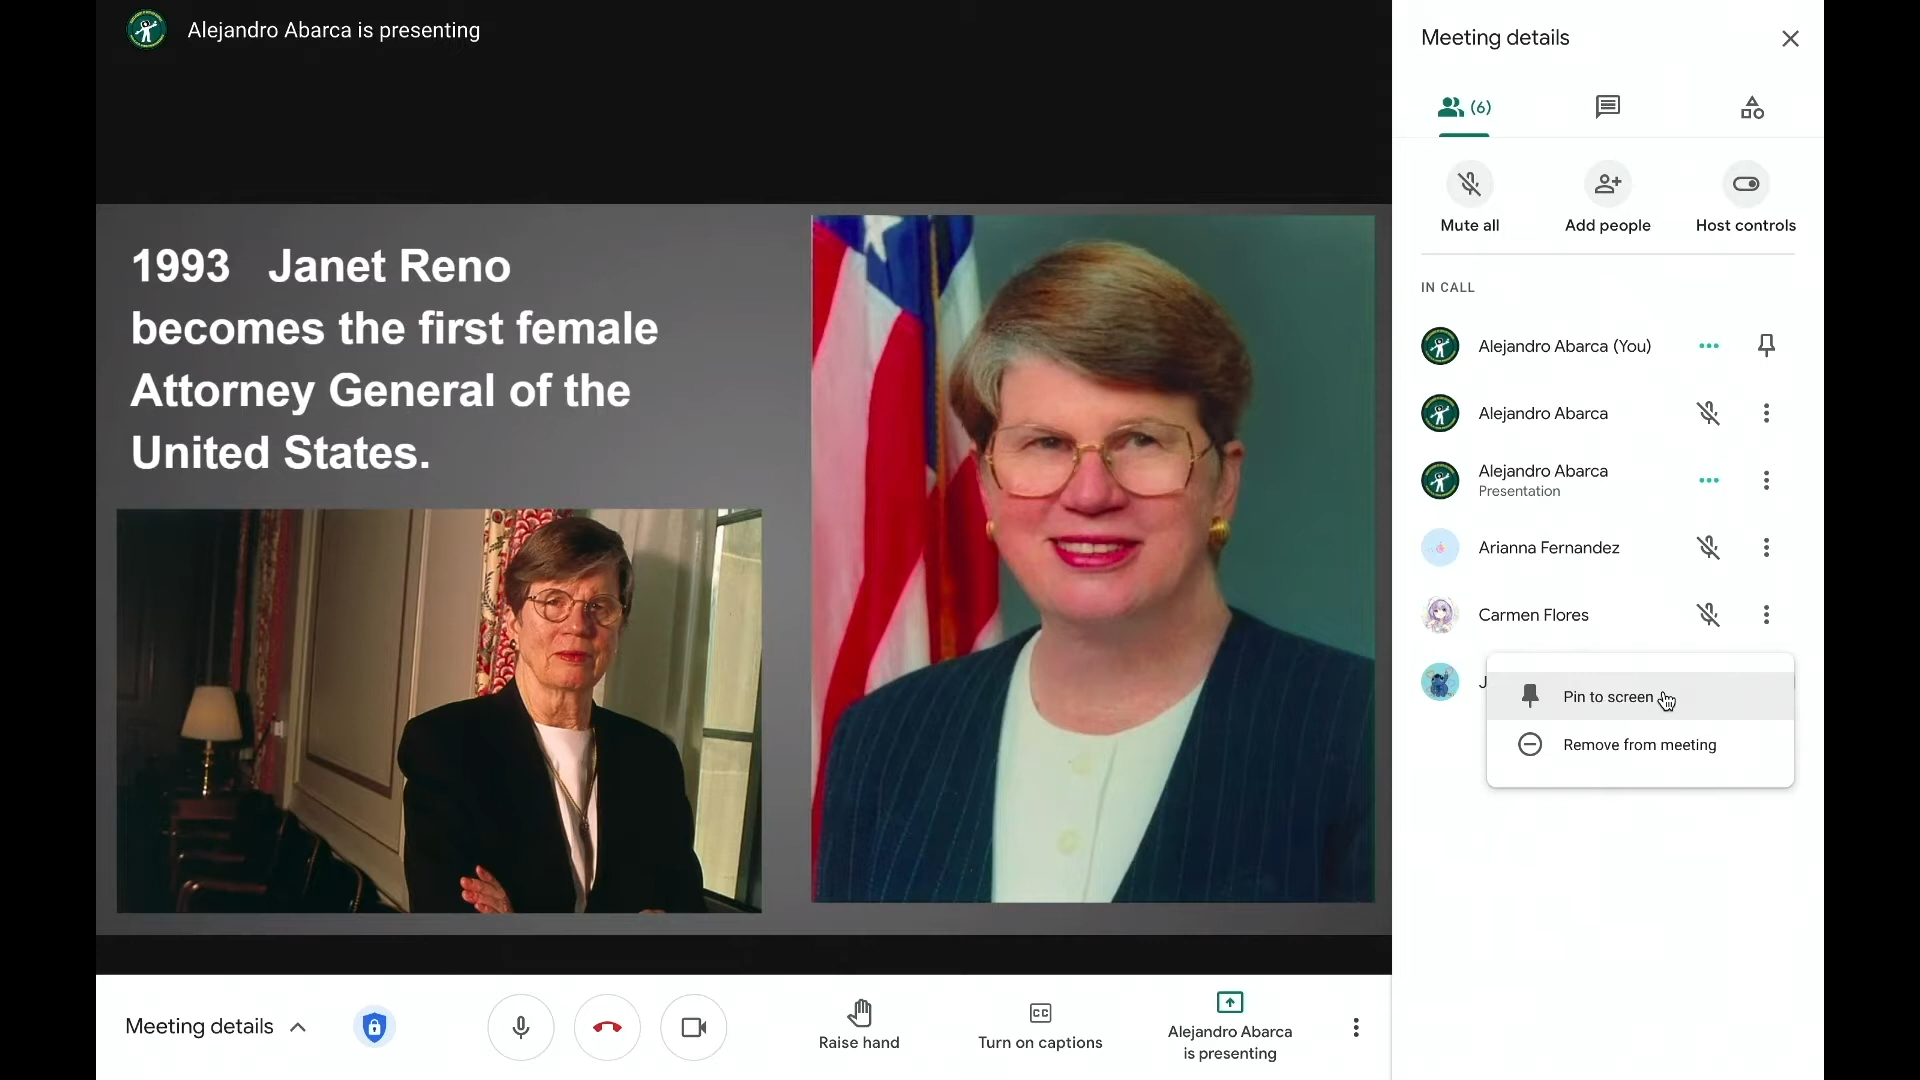 Alejandro Abarca is presenting
1993 Janet Reno
becomes the first female
Attorney General of the
United States.
Meeting details
(6)
Mute all
Add people
Host controls
IN CALL
Alejandro Abarca (You)
Alejandro Abarca
Alejandro Abarca
Presentation
Arianna Fernandez
Carmen Flores
Pin to screen
Remove from meeting
Meeting details
Raise hand
CC
Turn on captions
Alejandro Abarca
is presenting